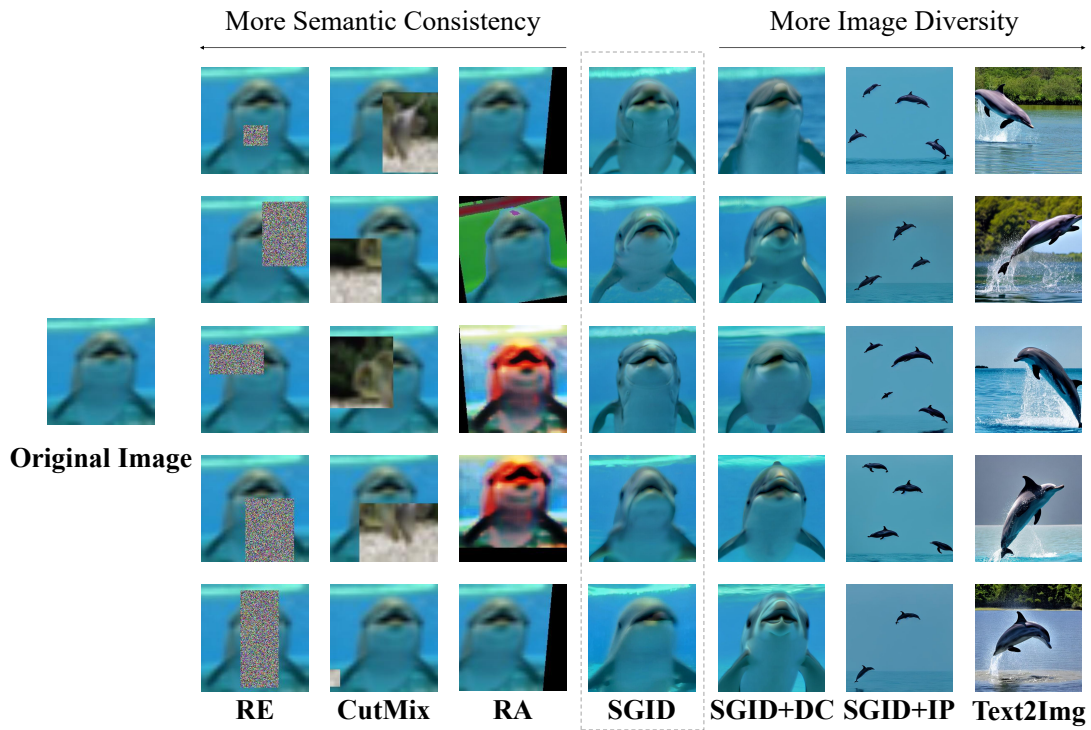 More Semantic Consistency
More Image Diversity
Original Image
RE
CutMix
RA
SGID
SGID+DC
SGID+IP
Text2Img